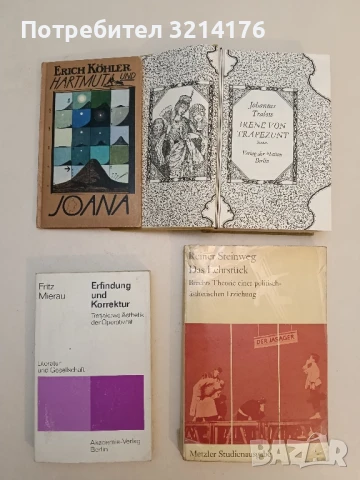 Потребител 3214176
ERICH KÖHLER
HARTMUT UND
JOANA
Johannes
Tralow
IRENE VON
TRAPEZUNT
Roman
Verlag der Nation
Berlin
Fritz
Mierau
Erfindung
und
Korrektur
Tretjakows Ästhetik
der Operativität
Literatur
und Gesellschaft
Akademie-Verlag
Berlin
Reiner Steinweg
Das Lehrstück
Brechts Theorie einer politisch-
ästhetischen Erziehung
DER JASAGER
Metzler Studienausgabe
bazar